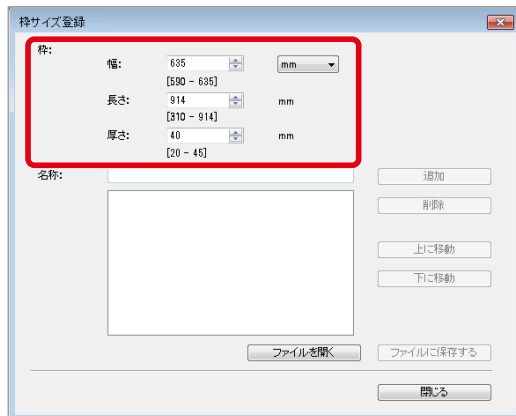 枠サイズ登録
枠:
幅: 635 mm
[590 - 635]
長さ: 914 mm
[310 - 914]
厚さ: 40 mm
[20 - 45]
名称: 追加
削除
上に移動
下に移動
ファイルを開く ファイルに保存する
閉じる